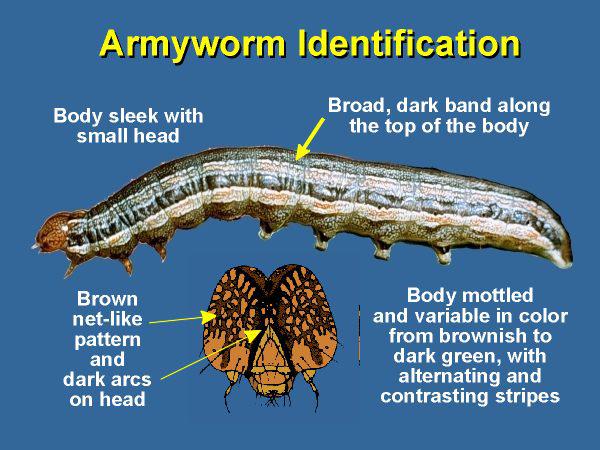 Armyworm Identification
Body sleek with
small head
Broad, dark band along
the top of the body
Brown
net-like
pattern
and
dark arcs
on head
Body mottled
and variable in color
from brownish to
dark green, with
alternating and
contrasting stripes